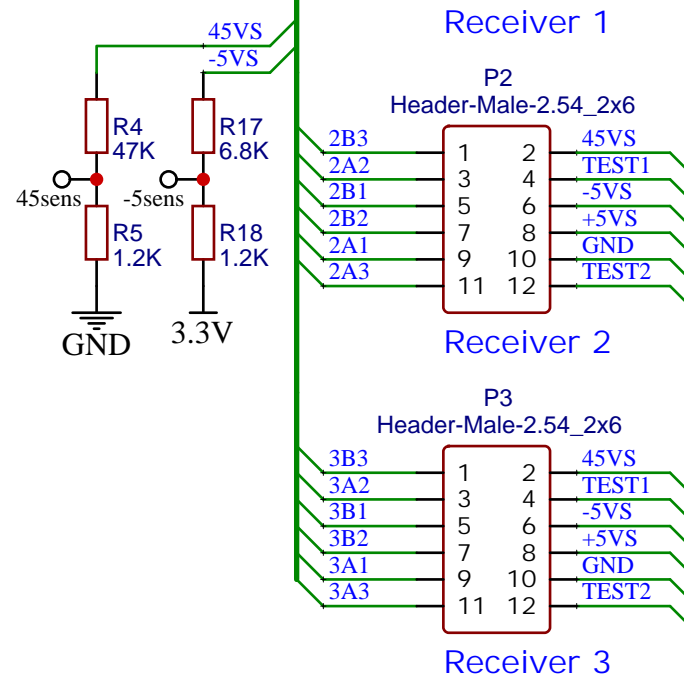 Receiver 1
45VS
-5VS
R4
47K
R17
6.8K
45sens
-5sens
R5
1.2K
R18
1.2K
GND
3.3V
P2
Header-Male-2.54_2x6
2B3 1 2 45VS
2A2 3 4 TEST1
2B1 5 6 -5VS
2B2 7 8 +5VS
2A1 9 10 GND
2A3 11 12 TEST2
Receiver 2
P3
Header-Male-2.54_2x6
3B3 1 2 45VS
3A2 3 4 TEST1
3B1 5 6 -5VS
3B2 7 8 +5VS
3A1 9 10 GND
3A3 11 12 TEST2
Receiver 3